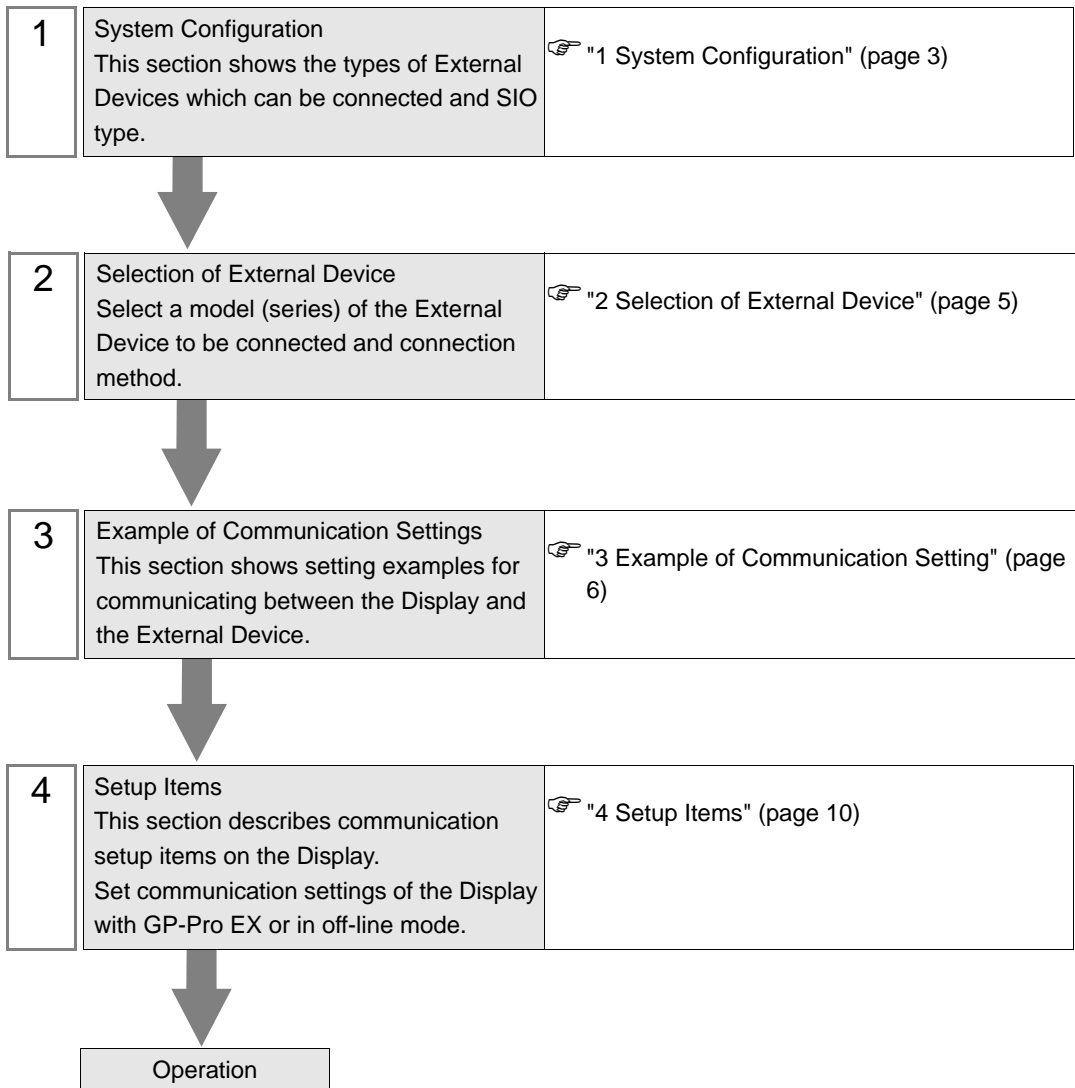 1
System Configuration
This section shows the types of External
Devices which can be connected and SIO
type.
"1 System Configuration" (page 3)
2
Selection of External Device
Select a model (series) of the External
Device to be connected and connection
method.
"2 Selection of External Device" (page 5)
3
Example of Communication Settings
This section shows setting examples for
communicating between the Display and
the External Device.
"3 Example of Communication Setting" (page
6)
4
Setup Items
This section describes communication
setup items on the Display.
Set communication settings of the Display
with GP-Pro EX or in off-line mode.
"4 Setup Items" (page 10)
Operation